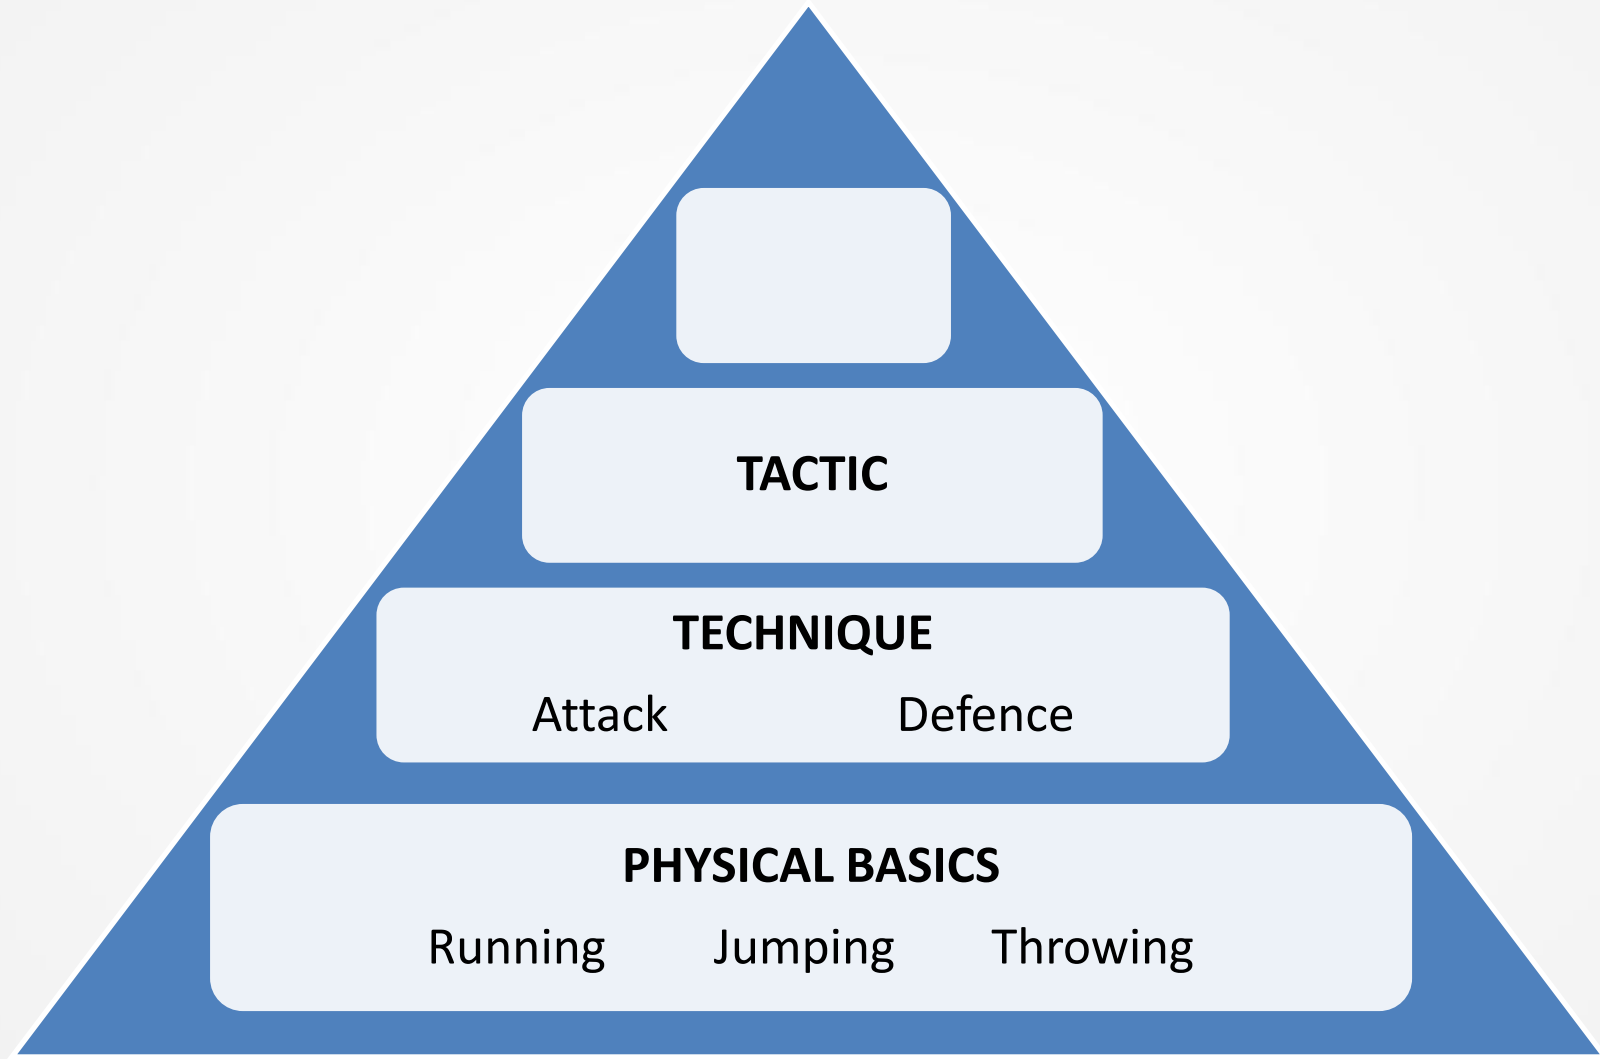 TACTIC
TECHNIQUE
Attack Defence
PHYSICAL BASICS
Running Jumping Throwing